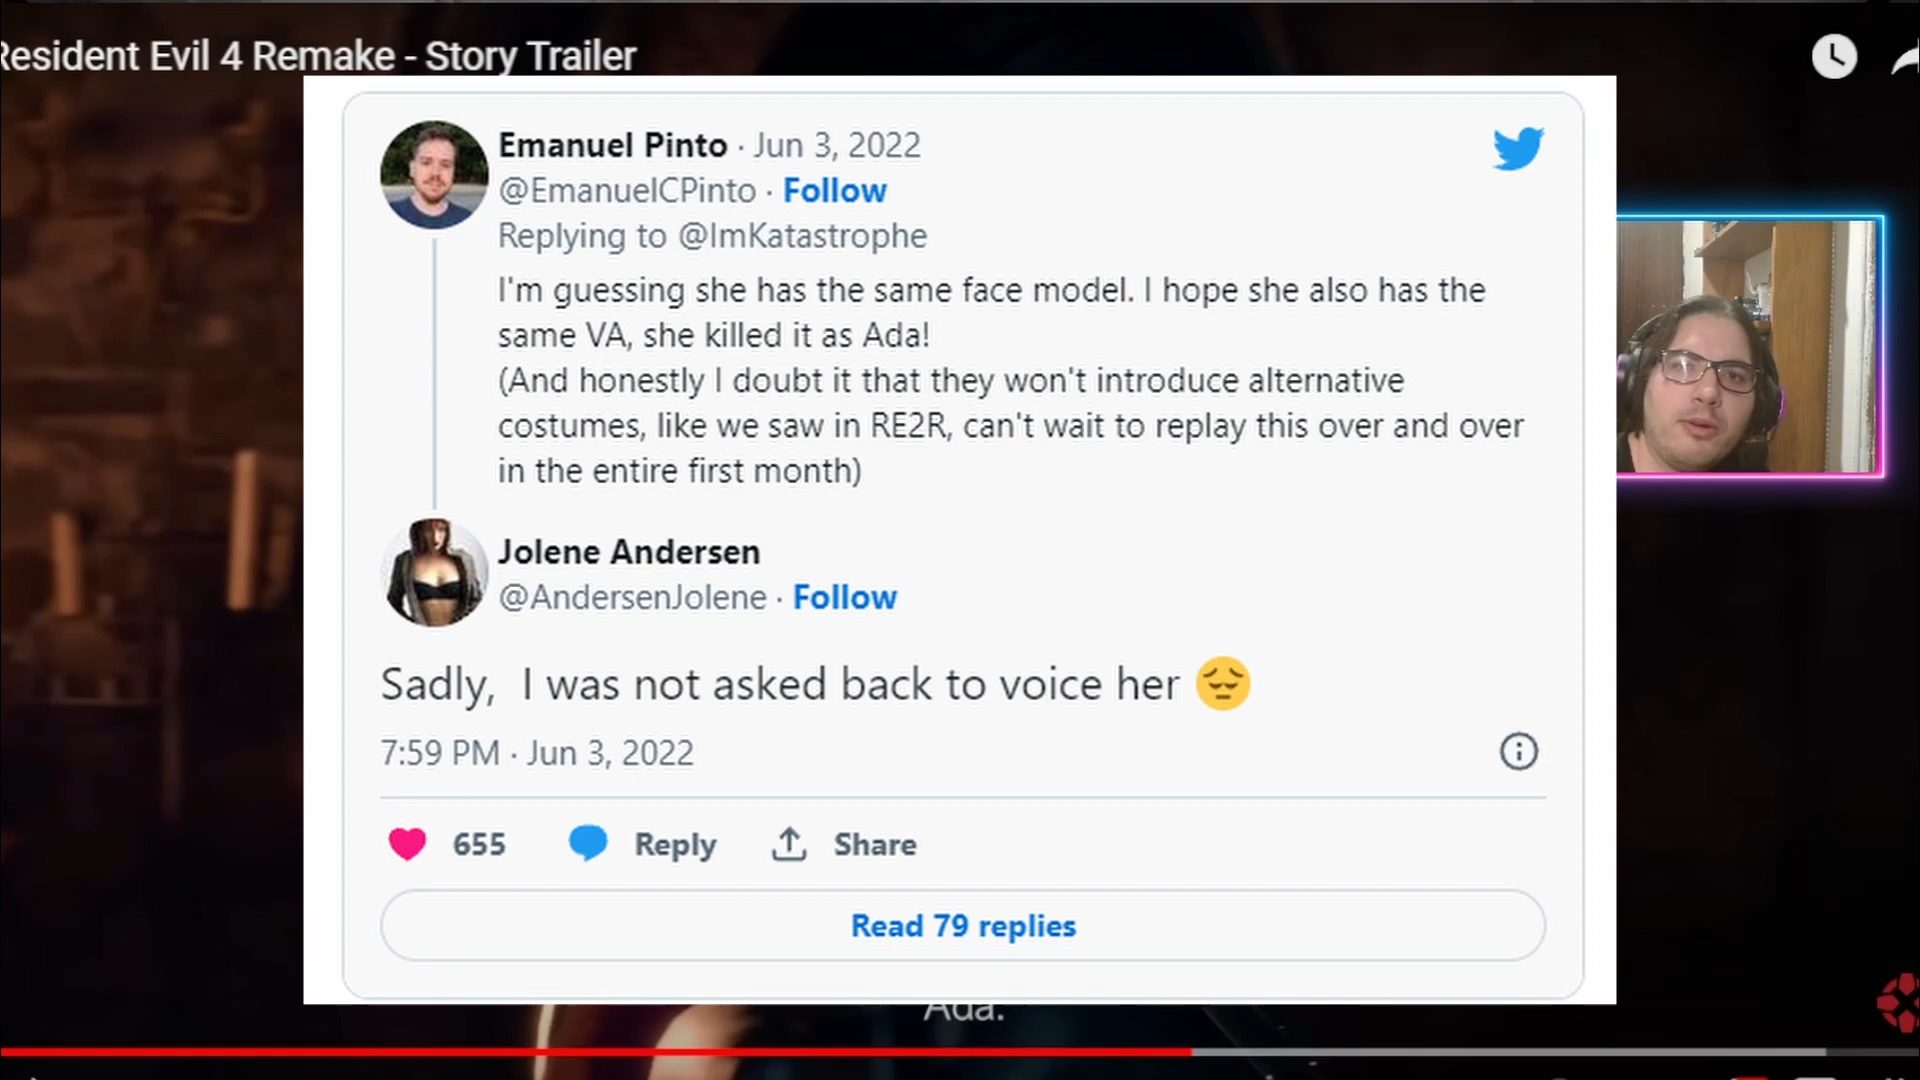 Resident Evil 4 Remake - Story Trailer
Emanuel Pinto · Jun 3, 2022
@EmanuelCPinto · Follow
Replying to @ImKatastrophe
I'm guessing she has the same face model. I hope she also has the
same VA, she killed it as Ada!
(And honestly I doubt it that they won't introduce alternative
costumes, like we saw in RE2R, can't wait to replay this over and over
in the entire first month)
Jolene Andersen
@AndersenJolene · Follow
Sadly,  I was not asked back to voice her 😔
7:59 PM · Jun 3, 2022
655 Reply Share
Read 79 replies
Ada.